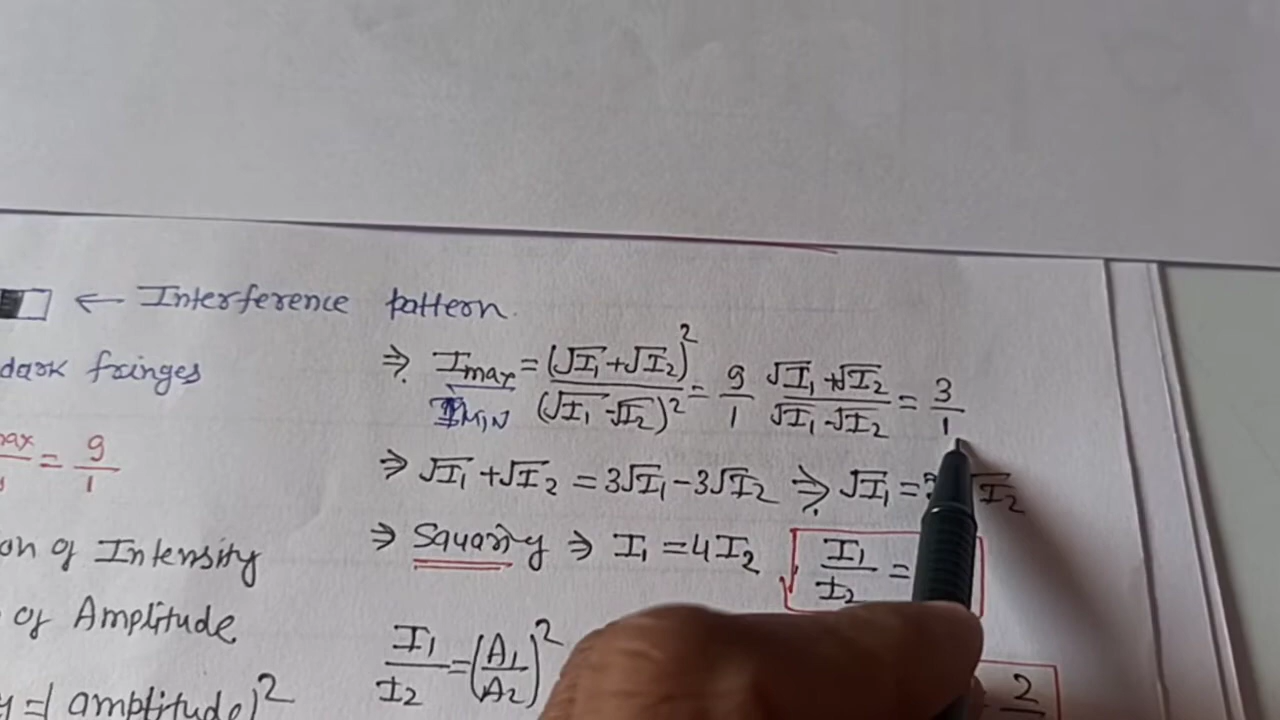 ← Interference pattern.
dark fringes
⇒ Imax/IMIN = (√I₁+√I₂)²/(√I₁-√I₂)² = 9/1 √I₁+√I₂/√I₁-√I₂ = 3/1
max = 9/1
⇒ √I₁+√I₂ = 3√I₁-3√I₂ ⇒ √I₁= √I₂
on of Intensity
⇒ Squaring ⇒ I₁ = 4I₂ I₁/I₂ =
of Amplitude
I₁/I₂ = (A₁/A₂)²
amplitude)² 2